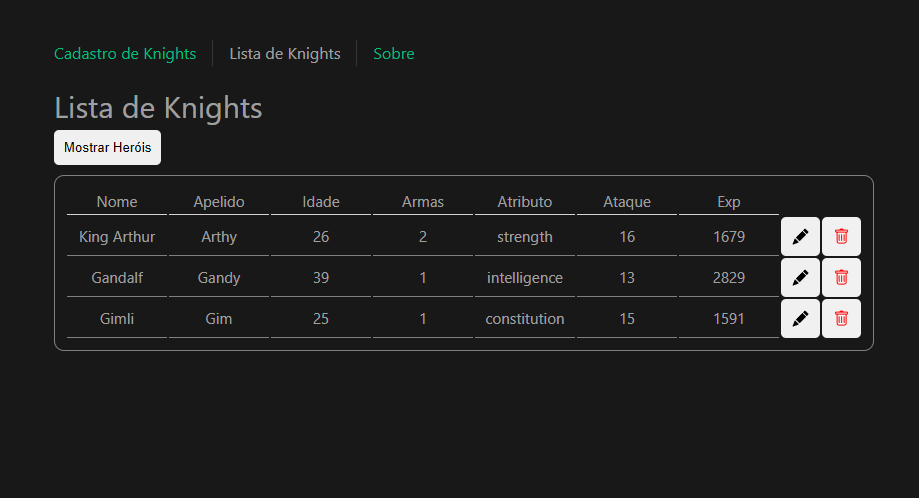 Cadastro de Knights Lista de Knights Sobre
Lista de Knights
Mostrar Heróis
Nome Apelido Idade Armas Atributo Ataque Exp
King Arthur Arthy 26 2 strength 16 1679
Gandalf Gandy 39 1 intelligence 13 2829
Gimli Gim 25 1 constitution 15 1591